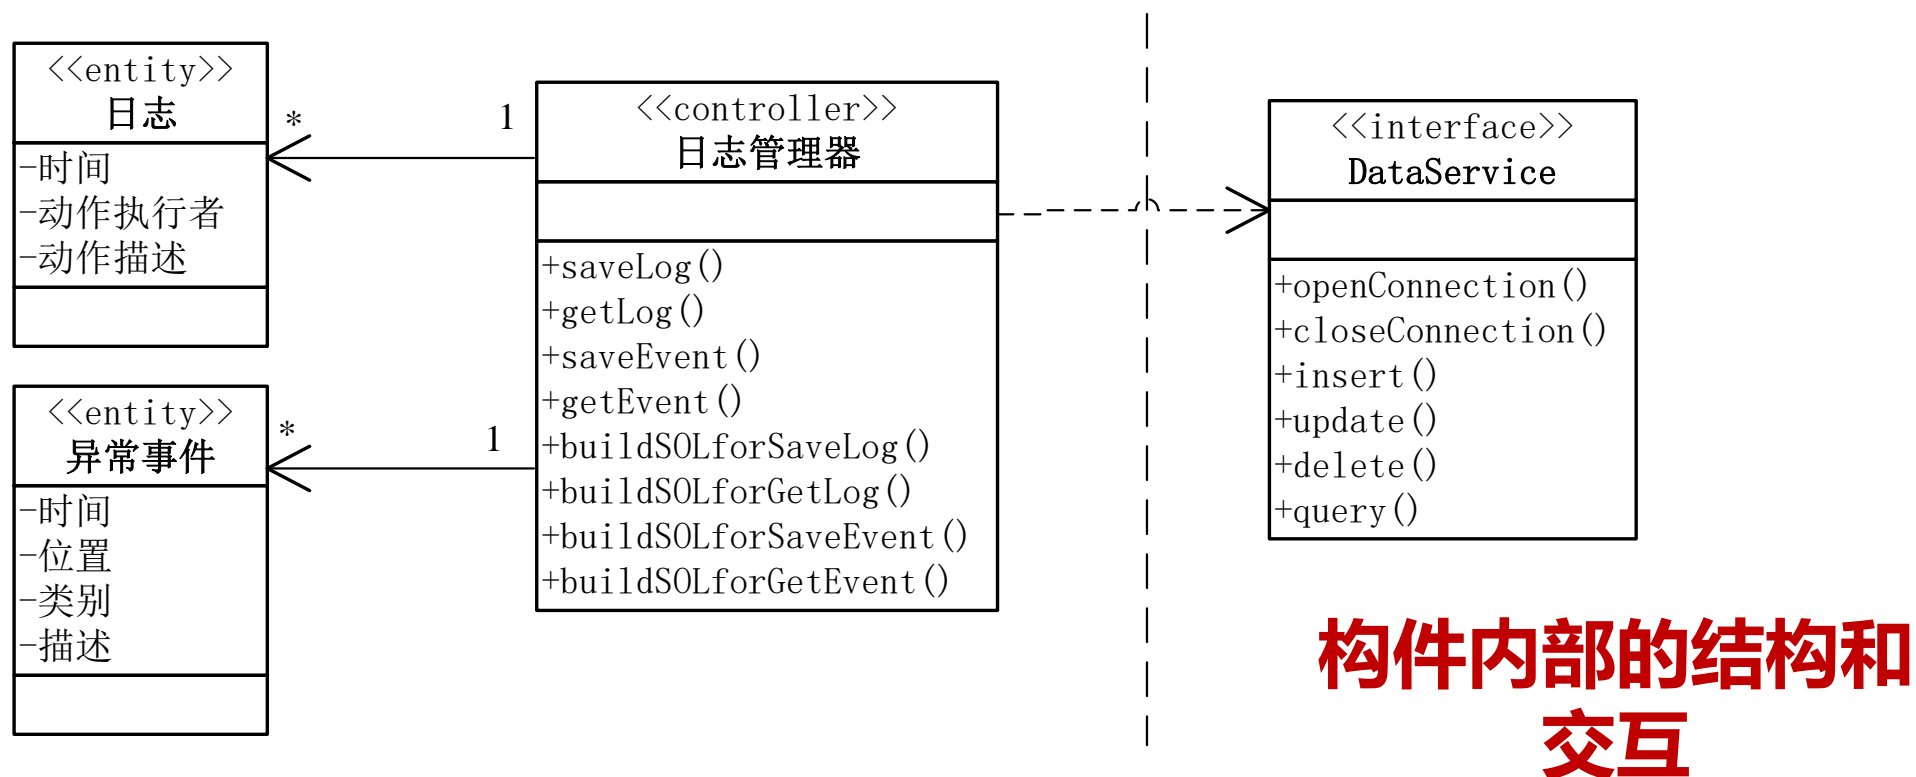 <<entity>>
日志
-时间
-动作执行者
-动作描述
*
1
<<controller>>
日志管理器
+saveLog()
+getLog()
+saveEvent()
+getEvent()
+buildSOLforSaveLog()
+buildSOLforGetLog()
+buildSOLforSaveEvent()
+buildSOLforGetEvent()
<<interface>>
DataService
+openConnection()
+closeConnection()
+insert()
+update()
+delete()
+query()
<<entity>>
异常事件
-时间
-位置
-类别
-描述
*
1
构件内部的结构和
交互